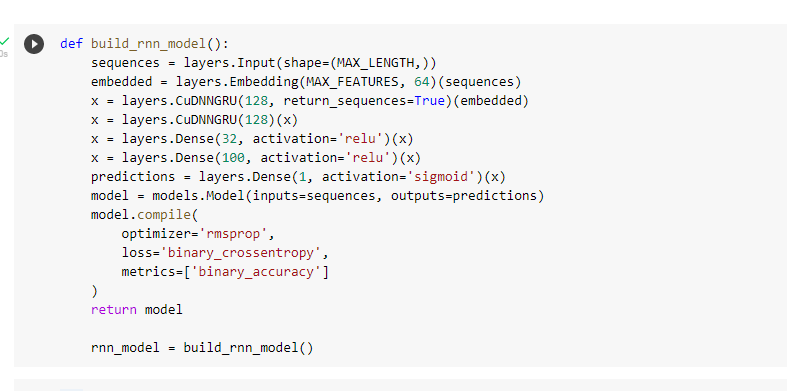 0s
def build_rnn_model():
    sequences = layers.Input(shape=(MAX_LENGTH,))
    embedded = layers.Embedding(MAX_FEATURES, 64)(sequences)
    x = layers.CuDNNGRU(128, return_sequences=True)(embedded)
    x = layers.CuDNNGRU(128)(x)
    x = layers.Dense(32, activation='relu')(x)
    x = layers.Dense(100, activation='relu')(x)
    predictions = layers.Dense(1, activation='sigmoid')(x)
    model = models.Model(inputs=sequences, outputs=predictions)
    model.compile(
        optimizer='rmsprop',
        loss='binary_crossentropy',
        metrics=['binary_accuracy']
    )
    return model
    rnn_model = build_rnn_model()